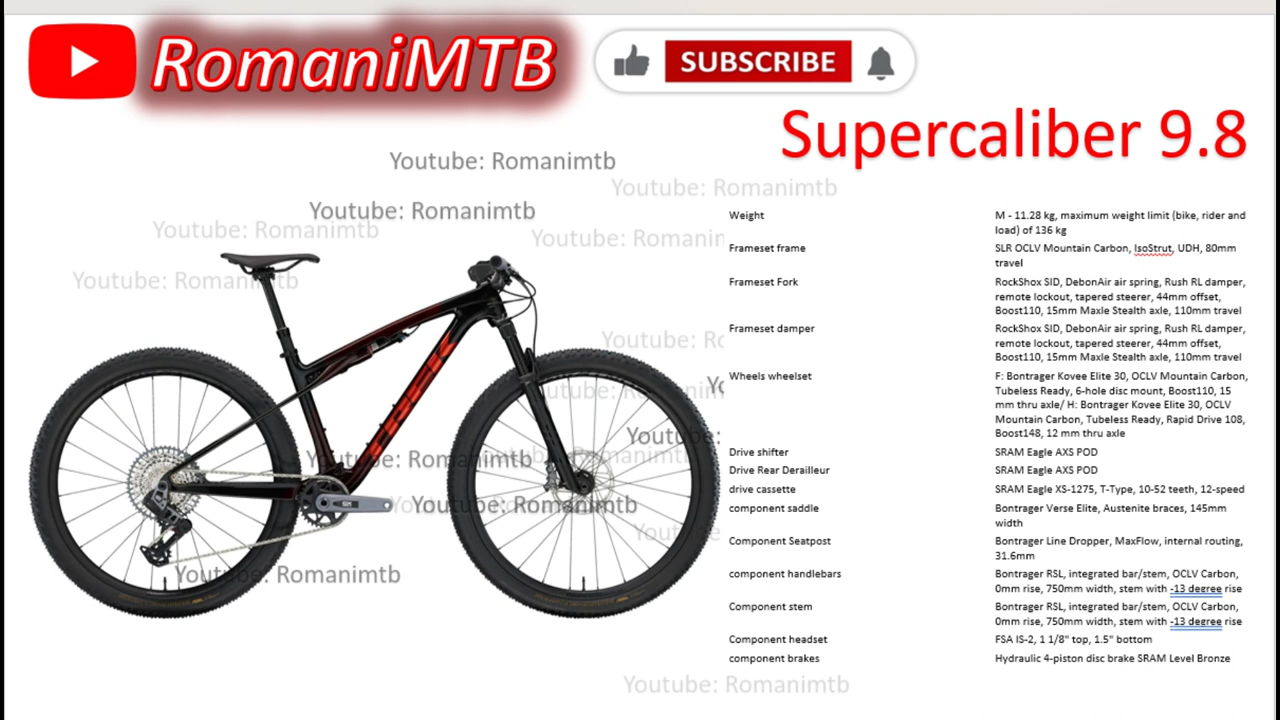 RomaniMTB
SUBSCRIBE
Supercaliber 9.8
Youtube: Romanimtb
Youtube: Romanimtb
Youtube: Romanimtb
Youtube: Romanimtb
Youtube: Romanim
Youtube: Romanimtb
Youtube: Rc
Youtube: Romanimtb
Yo
Youtube:
Youtube: Romanimtb
Youtube: Romanimtb
Youtube: Romanimtb
Youtube: Romanimtb
TREK
Weight
M - 11.28 kg, maximum weight limit (bike, rider and
load) of 136 kg
Frameset frame
SLR OCLV Mountain Carbon, IsoStrut, UDH, 80mm
travel
Frameset Fork
RockShox SID, DebonAir air spring, Rush RL damper,
remote lockout, tapered steerer, 44mm offset,
Boost110, 15mm Maxle Stealth axle, 110mm travel
Frameset damper
RockShox SID, DebonAir air spring, Rush RL damper,
remote lockout, tapered steerer, 44mm offset,
Boost110, 15mm Maxle Stealth axle, 110mm travel
Wheels wheelset
F: Bontrager Kovee Elite 30, OCLV Mountain Carbon,
Tubeless Ready, 6-hole disc mount, Boost110, 15
mm thru axle/ H: Bontrager Kovee Elite 30, OCLV
Mountain Carbon, Tubeless Ready, Rapid Drive 108,
Boost148, 12 mm thru axle
Drive shifter
SRAM Eagle AXS POD
Drive Rear Derailleur
SRAM Eagle AXS POD
drive cassette
SRAM Eagle XS-1275, T-Type, 10-52 teeth, 12-speed
component saddle
Bontrager Verse Elite, Austenite braces, 145mm
width
Component Seatpost
Bontrager Line Dropper, MaxFlow, internal routing,
31.6mm
component handlebars
Bontrager RSL, integrated bar/stem, OCLV Carbon,
0mm rise, 750mm width, stem with -13 degree rise
Component stem
Bontrager RSL, integrated bar/stem, OCLV Carbon,
0mm rise, 750mm width, stem with -13 degree rise
Component headset
FSA IS-2, 1 1/8" top, 1.5" bottom
component brakes
Hydraulic 4-piston disc brake SRAM Level Bronze